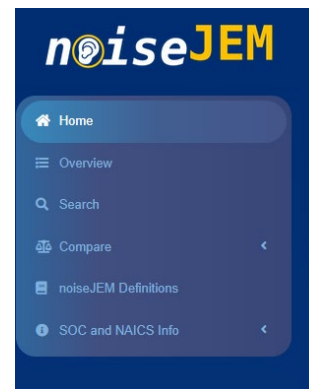 noiseJEM
Home
Overview
Search
Compare
noiseJEM Definitions
SOC and NAICS Info